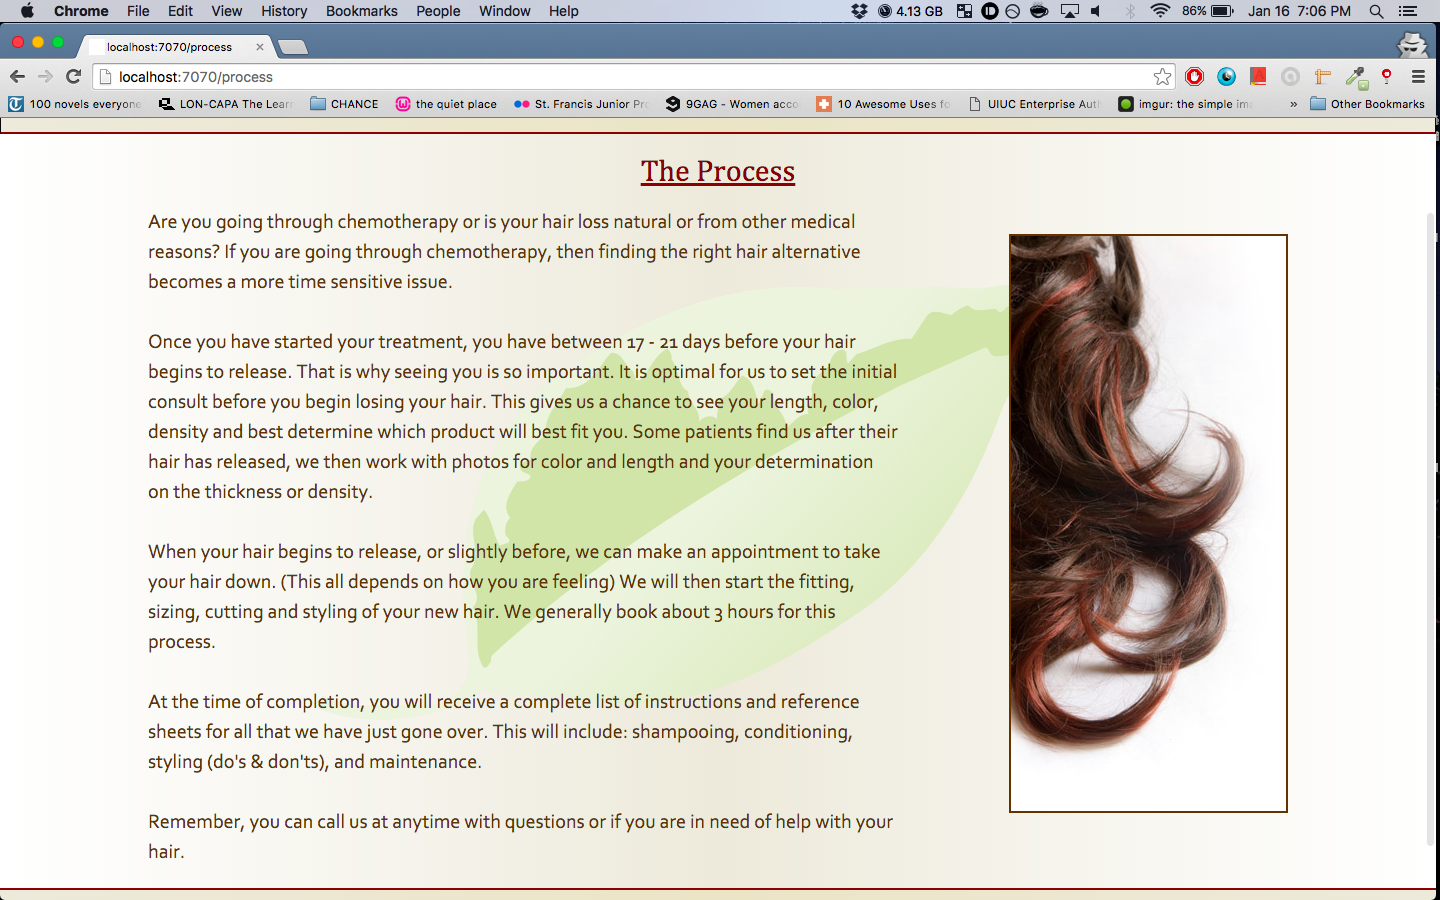 Chrome File Edit View History Bookmarks People Window Help 4.13 GB 86% Jan 16 7:06 PM
localhost:7070/process
localhost:7070/process
100 novels everyone LON-CAPA The Lear CHANCE the quiet place St. Francis Junior Pr 9GAG - Women acco 10 Awesome Uses fo UIUC Enterprise Aut imgur: the simple im » Other Bookmarks
The Process
Are you going through chemotherapy or is your hair loss natural or from other medical
reasons? If you are going through chemotherapy, then finding the right hair alternative
becomes a more time sensitive issue.
Once you have started your treatment, you have between 17 - 21 days before your hair
begins to release. That is why seeing you is so important. It is optimal for us to set the initial
consult before you begin losing your hair. This gives us a chance to see your length, color,
density and best determine which product will best fit you. Some patients find us after their
hair has released, we then work with photos for color and length and your determination
on the thickness or density.
When your hair begins to release, or slightly before, we can make an appointment to take
your hair down. (This all depends on how you are feeling) We will then start the fitting,
sizing, cutting and styling of your new hair. We generally book about 3 hours for this
process.
At the time of completion, you will receive a complete list of instructions and reference
sheets for all that we have just gone over. This will include: shampooing, conditioning,
styling (do's & don'ts), and maintenance.
Remember, you can call us at anytime with questions or if you are in need of help with your
hair.